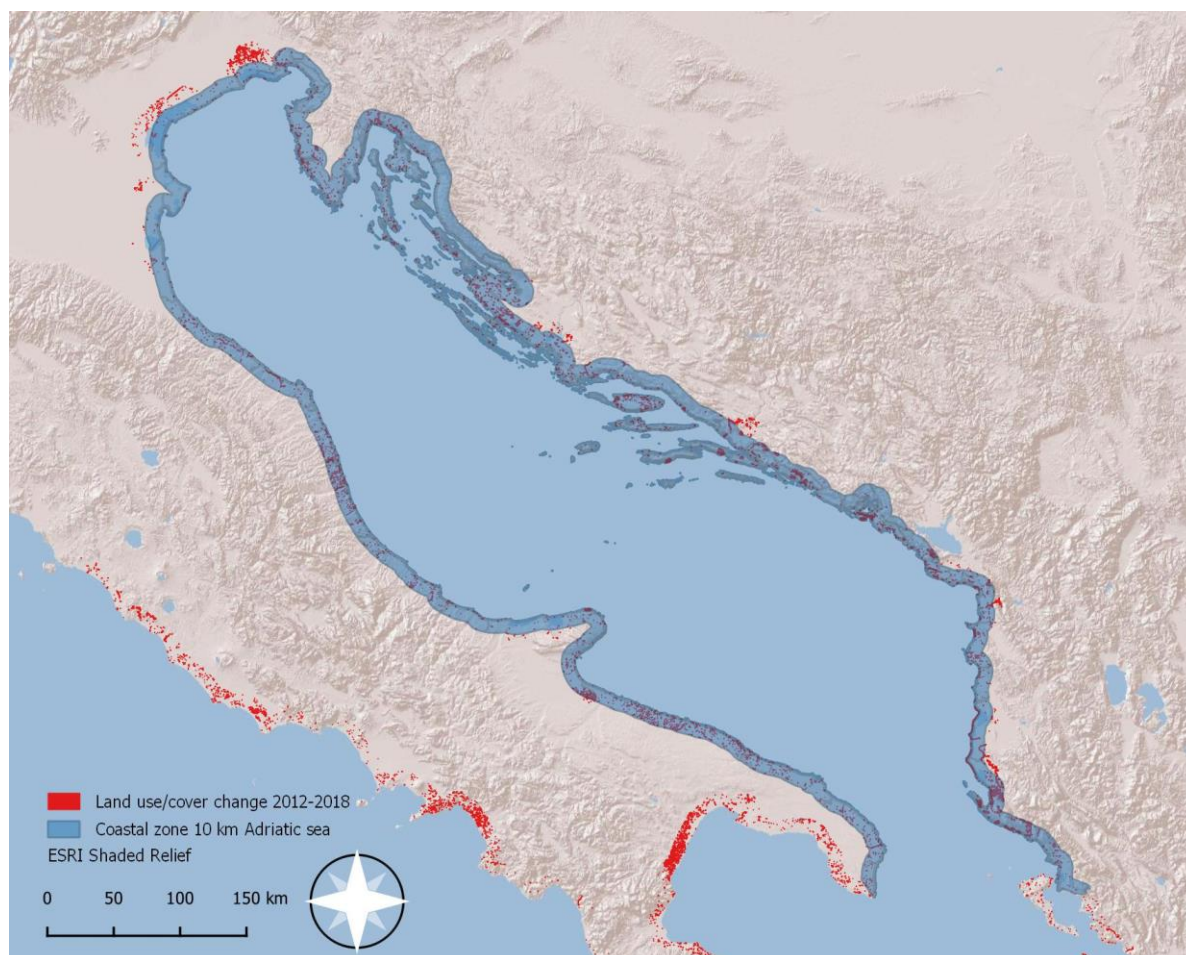 Land use/cover change 2012-2018
Coastal zone 10 km Adriatic sea
ESRI Shaded Relief
0 50 100 150 km